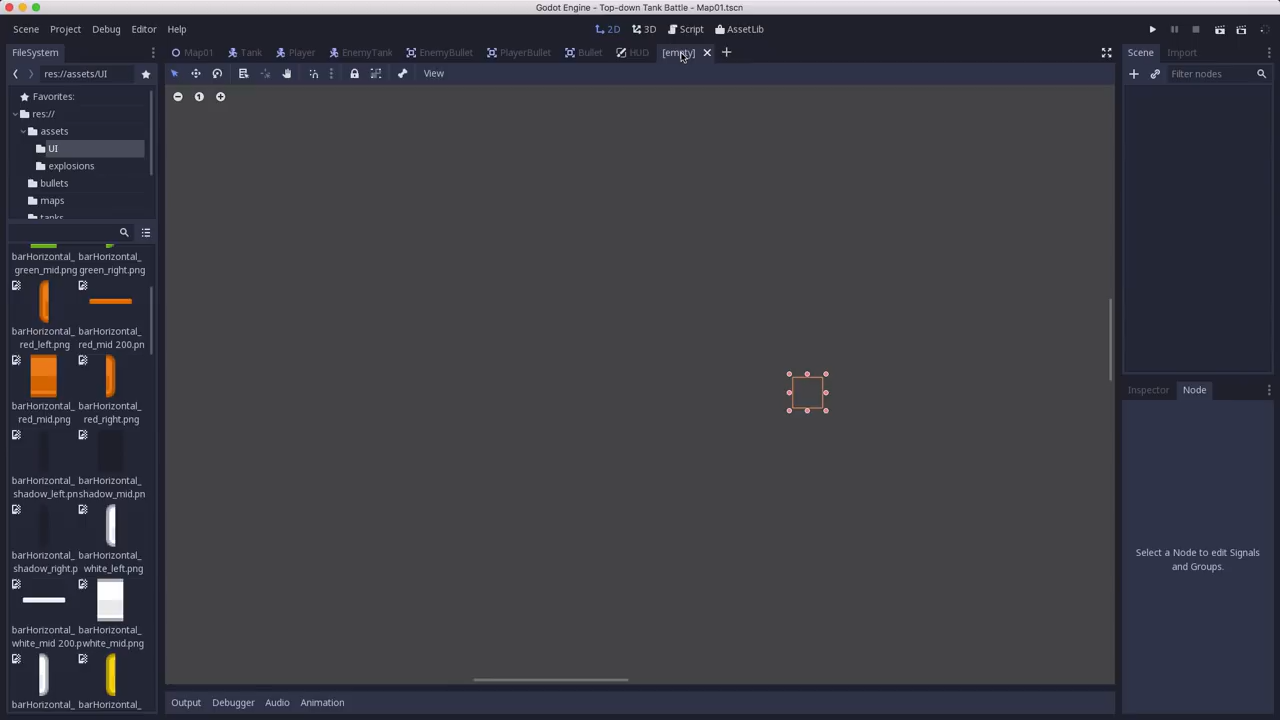 Godot Engine - Top-down Tank Battle - Map01.tscn
Scene Project Debug Editor Help
2D 3D Script AssetLib
FileSystem
Map01 Tank Player EnemyTank EnemyBullet PlayerBullet Bullet HUD [empty]
Scene Import
res://assets/UI
View
Filter nodes
Favorites:
1
res://
assets
UI
explosions
bullets
maps
tanks
barHorizontal_ barHorizontal_
green_mid.png green_right.png
barHorizontal_ barHorizontal_
red_left.png red_mid 200.pn
barHorizontal_ barHorizontal_
red_mid.png red_right.png
barHorizontal_ barHorizontal_
shadow_left.pn shadow_mid.pn
barHorizontal_ barHorizontal_
shadow_right.p white_left.png
barHorizontal_ barHorizontal_
white_mid 200.p white_mid.png
barHorizontal_ barHorizontal_
Inspector Node
Select a Node to edit Signals
and Groups.
Output Debugger Audio Animation